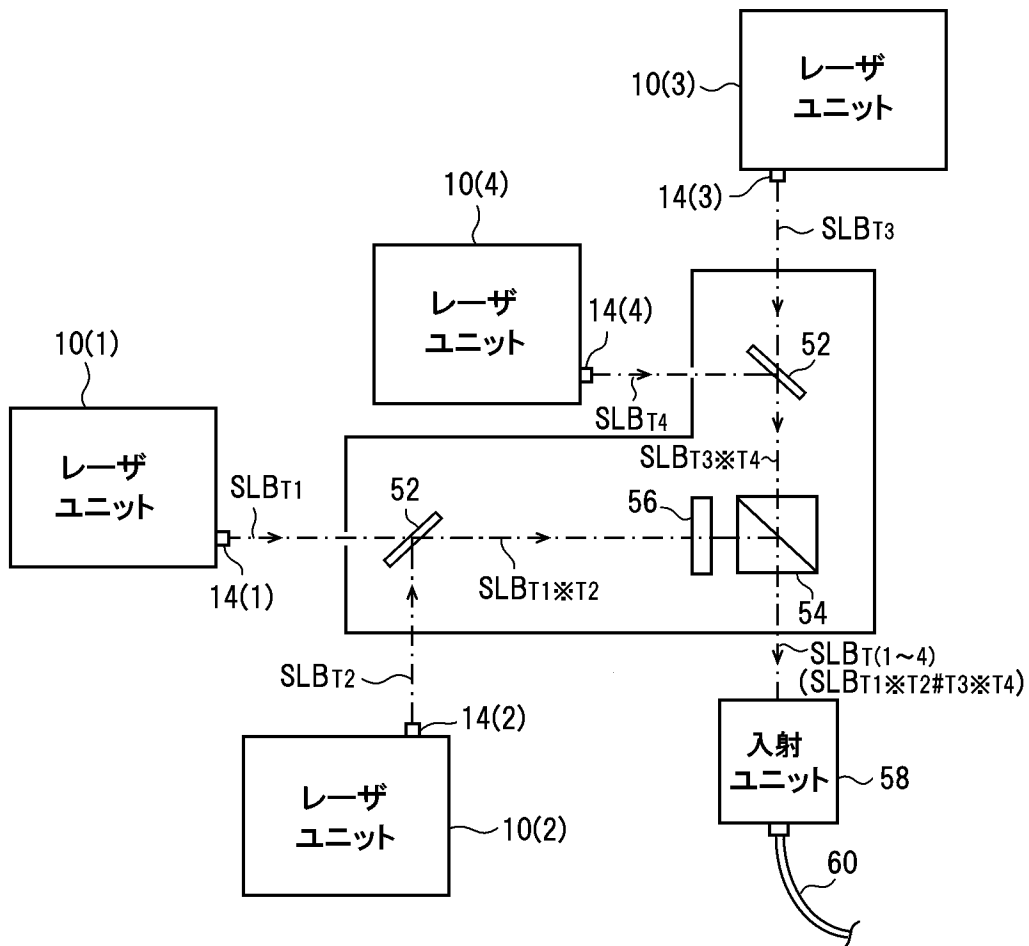 レーザ
ユニット
10(3)
14(3)
SLBT3
10(4)
レーザ
ユニット
14(4)
SLBT4
52
10(1)
レーザ
ユニット
SLBT1
14(1)
52
SLBT3※T4
56
SLBT1※T2
54
SLBT2
SLBT(1~4)
(SLBT1※T2#T3※T4)
14(2)
レーザ
ユニット
10(2)
入射
ユニット
58
60